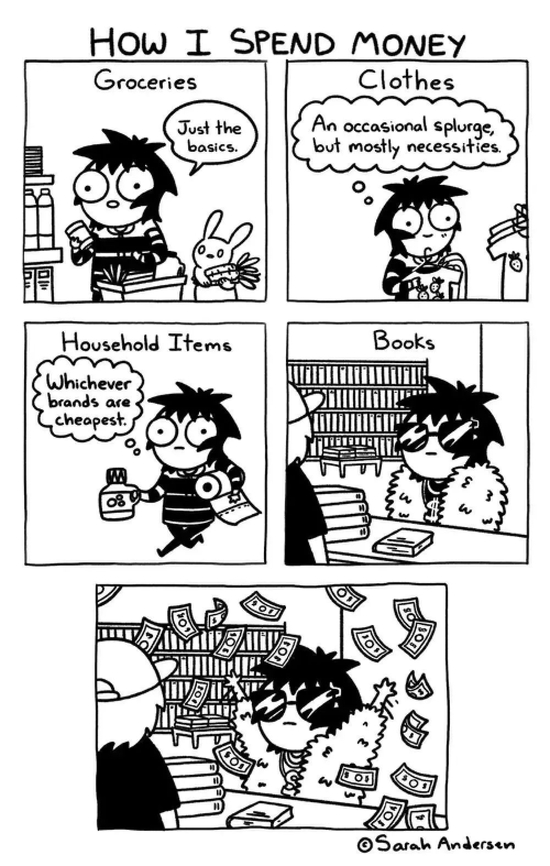 HOW I SPEND MONEY
Groceries
Just the
basics.
Clothes
An occasional splurge,
but mostly necessities.
Household Items
Whichever
brands are
cheapest.
Books
© Sarah Andersen